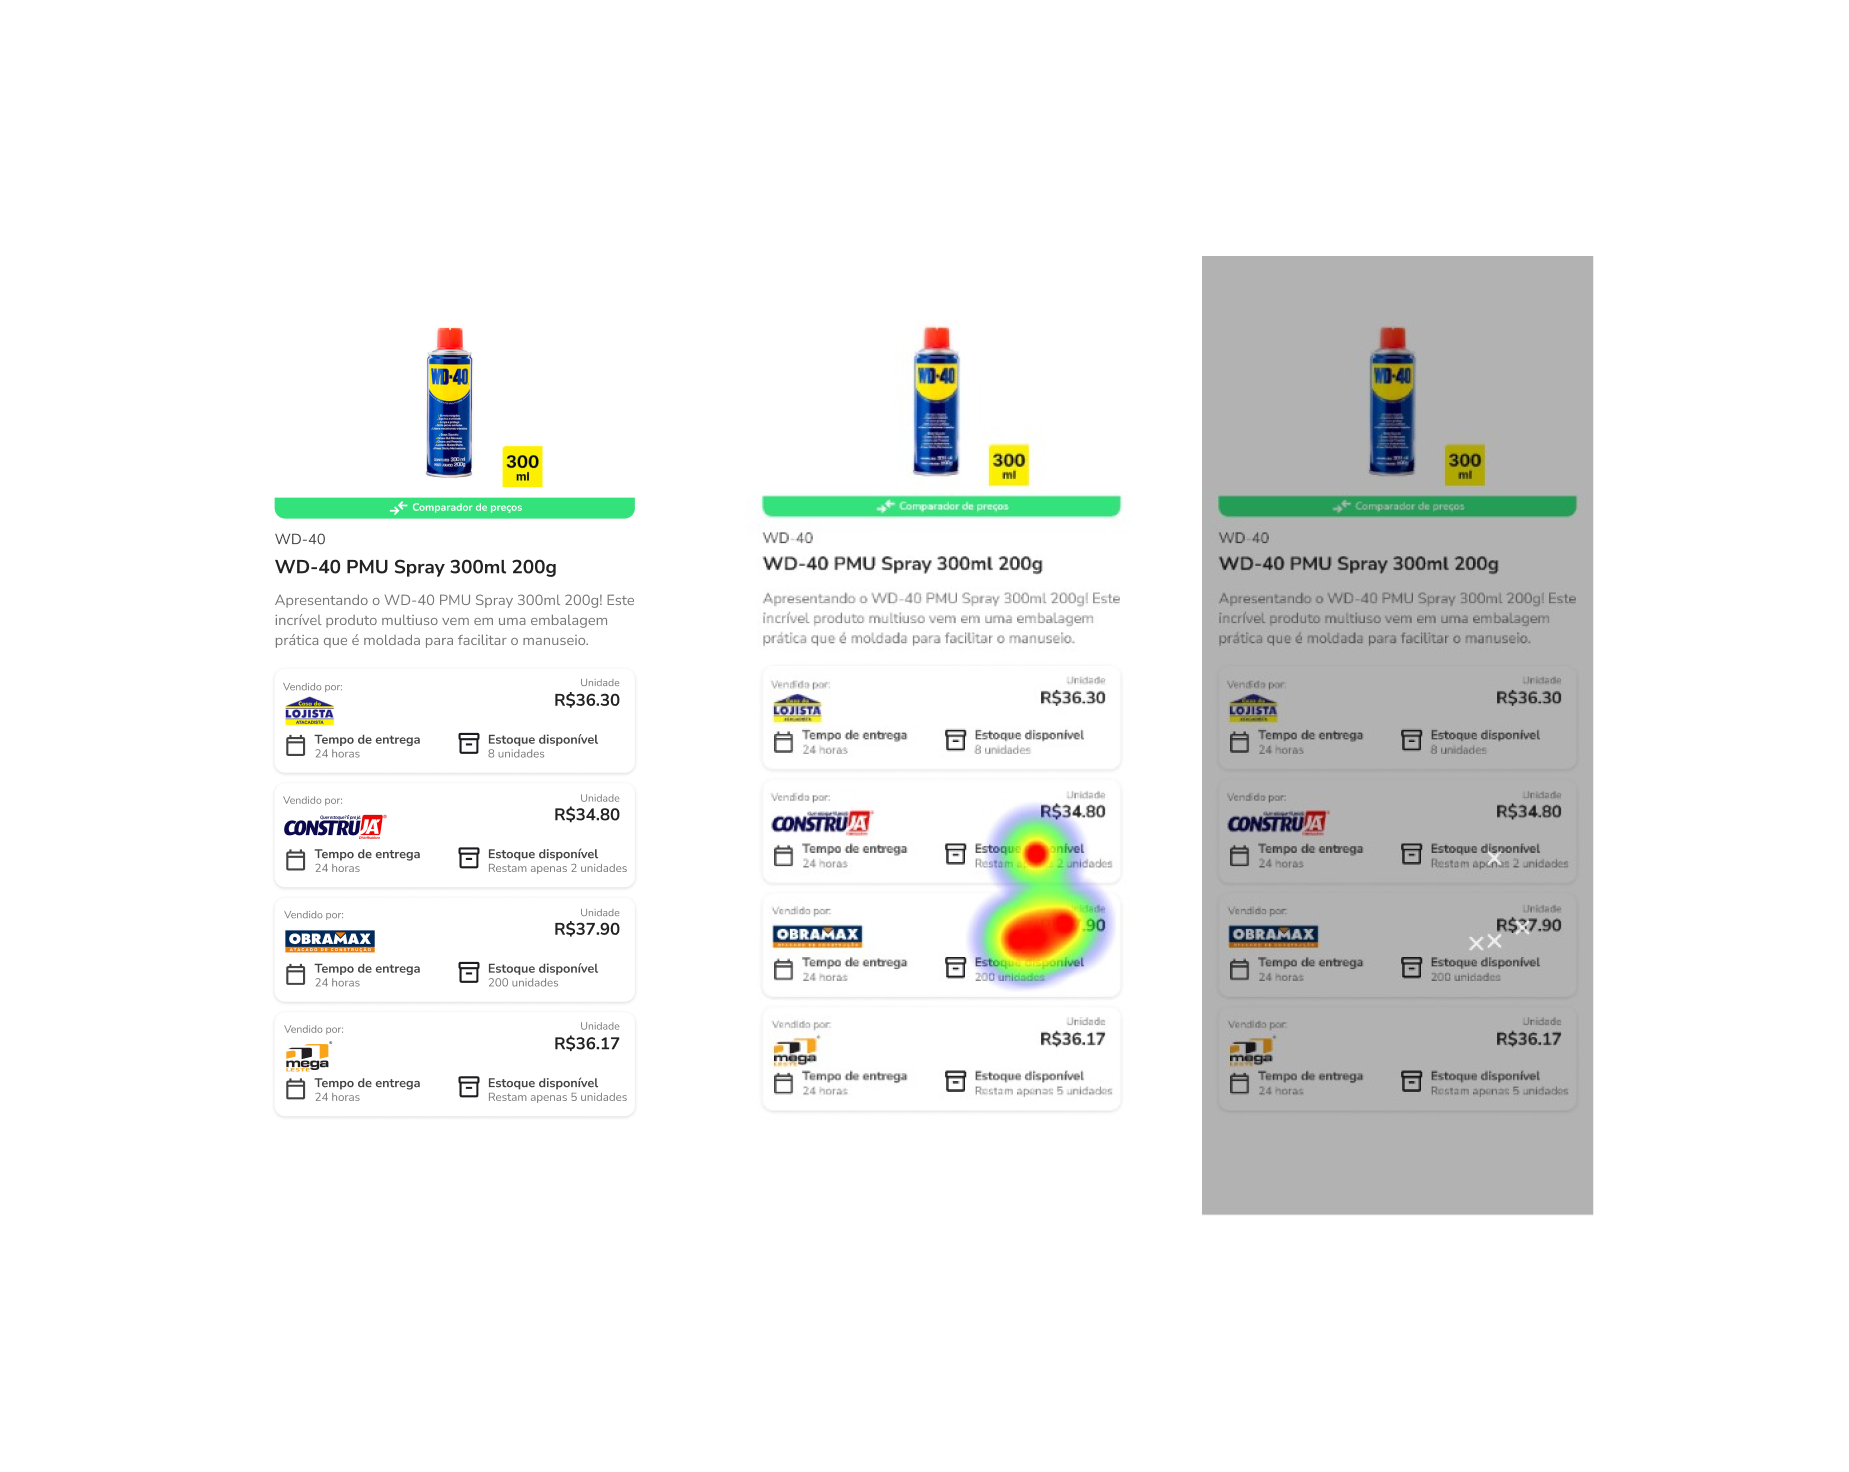 WD-40
300
ml
Comparador de preços
WD-40
WD-40 PMU Spray 300ml 200g
Apresentando o WD-40 PMU Spray 300ml 200g! Este
incrível produto multiuso vem em uma embalagem
prática que é moldada para facilitar o manuseio.
Vendido por:
Unidade
R$36.30
Casa do
LOJISTA
ATACADISTA
Tempo de entrega
24 horas
Estoque disponível
8 unidades
Vendido por:
Unidade
R$34.80
CONSTRUJÁ
Tempo de entrega
24 horas
Estoque disponível
Restam apenas 2 unidades
Vendido por:
Unidade
R$37.90
OBRAMAX
Tempo de entrega
24 horas
Estoque disponível
200 unidades
Vendido por:
Unidade
R$36.17
mega
LESTE
Tempo de entrega
24 horas
Estoque disponível
Restam apenas 5 unidades
WD-40
300
ml
Comparador de preços
WD-40
WD-40 PMU Spray 300ml 200g
Apresentando o WD-40 PMU Spray 300ml 200g! Este
incrível produto multiuso vem em uma embalagem
prática que é moldada para facilitar o manuseio.
Vendido por:
Unidade
R$36.30
LOJISTA
ATACADISTA
Tempo de entrega
24 horas
Estoque disponível
8 unidades
Vendido por:
Unidade
R$34.80
CONSTRUJÁ
Tempo de entrega
24 horas
Estoque disponível
Restam apenas 2 unidades
Vendido por:
Unidade
.90
OBRAMAX
Tempo de entrega
24 horas
Estoque disponível
200 unidades
Vendido por:
Unidade
R$36.17
mega
LESTE
Tempo de entrega
24 horas
Estoque disponível
Restam apenas 5 unidades
WD-40
300
ml
Comparador de preços
WD-40
WD-40 PMU Spray 300ml 200g
Apresentando o WD-40 PMU Spray 300ml 200g! Este
incrível produto multiuso vem em uma embalagem
prática que é moldada para facilitar o manuseio.
Vendido por:
Unidade
R$36.30
LOJISTA
ATACADISTA
Tempo de entrega
24 horas
Estoque disponível
8 unidades
Vendido por:
Unidade
R$34.80
CONSTRUJÁ
Tempo de entrega
24 horas
Estoque disponível
Restam apenas 2 unidades
Vendido por:
Unidade
R$37.90
OBRAMAX
Tempo de entrega
24 horas
Estoque disponível
200 unidades
Vendido por:
Unidade
R$36.17
mega
LESTE
Tempo de entrega
24 horas
Estoque disponível
Restam apenas 5 unidades